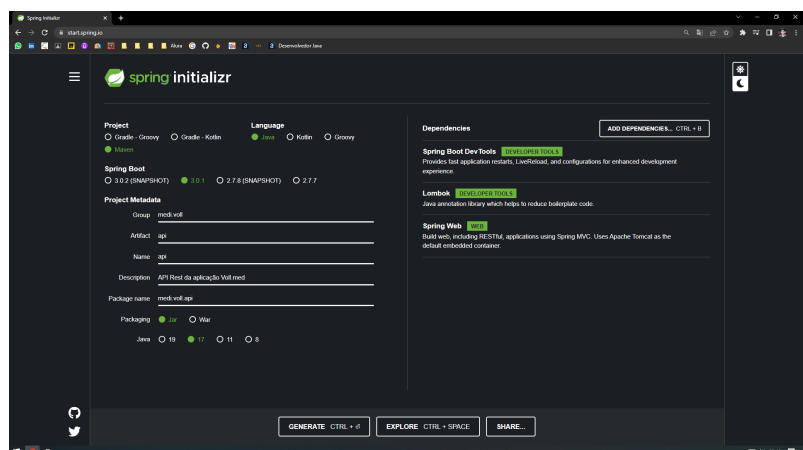 Spring Initializr
start.spring.io
Alura
Desenvolvedor Java
spring initializr
Project
Gradle - Groovy Gradle - Kotlin
Maven
Language
Java Kotlin Groovy
Spring Boot
3.0.2 (SNAPSHOT) 3.0.1 2.7.8 (SNAPSHOT) 2.7.7
Project Metadata
Group medi.voll
Artifact api
Name api
Description API Rest da aplicação Voll.med
Package name medi.voll.api
Packaging Jar War
Java 19 17 11 8
Dependencies
ADD DEPENDENCIES... CTRL + B
Spring Boot DevTools DEVELOPER TOOLS
Provides fast application restarts, LiveReload, and configurations for enhanced development
experience.
Lombok DEVELOPER TOOLS
Java annotation library which helps to reduce boilerplate code.
Spring Web WEB
Build web, including RESTful, applications using Spring MVC. Uses Apache Tomcat as the
default embedded container.
GENERATE CTRL + ⏎ EXPLORE CTRL + SPACE SHARE...